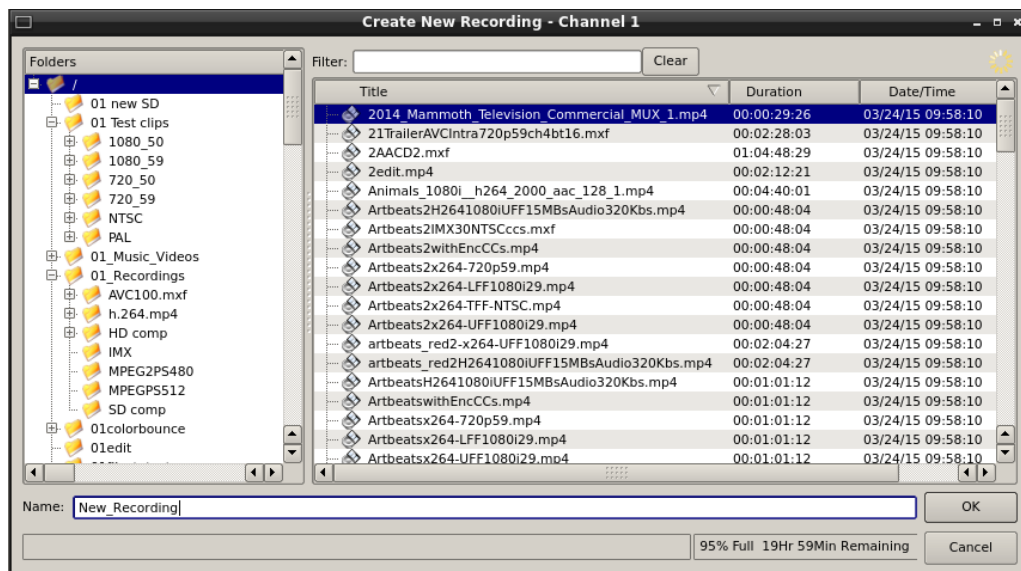 Create New Recording - Channel 1
Folders
/
01 new SD
01 Test clips
1080_50
1080_59
720_50
720_59
NTSC
PAL
01_Music_Videos
01_Recordings
AVC100.mxf
h.264.mp4
HD comp
IMX
MPEG2PS480
MPEGPS512
SD comp
01colorbounce
01edit
Filter: Clear
Title Duration Date/Time
2014_Mammoth_Television_Commercial_MUX_1.mp4 00:00:29:26 03/24/15 09:58:10
21TrailerAVCIntra720p59ch4bt16.mxf 00:02:28:03 03/24/15 09:58:10
2AACD2.mxf 01:04:48:29 03/24/15 09:58:10
2edit.mp4 00:02:12:21 03/24/15 09:58:10
Animals_1080i__h264_2000_aac_128_1.mp4 00:04:40:01 03/24/15 09:58:10
Artbeats2H2641080iUFF15MBsAudio320Kbs.mp4 00:00:48:04 03/24/15 09:58:10
Artbeats2IMX30NTSCccs.mxf 00:00:48:04 03/24/15 09:58:10
Artbeats2withEncCCs.mp4 00:00:48:04 03/24/15 09:58:10
Artbeats2x264-720p59.mp4 00:00:48:04 03/24/15 09:58:10
Artbeats2x264-LFF1080i29.mp4 00:00:48:04 03/24/15 09:58:10
Artbeats2x264-TFF-NTSC.mp4 00:00:48:04 03/24/15 09:58:10
Artbeats2x264-UFF1080i29.mp4 00:00:48:04 03/24/15 09:58:10
artbeats_red2-x264-UFF1080i29.mp4 00:02:04:27 03/24/15 09:58:10
artbeats_red2H2641080iUFF15MBsAudio320Kbs.mp4 00:02:04:27 03/24/15 09:58:10
ArtbeatsH2641080iUFF15MBsAudio320Kbs.mp4 00:01:01:12 03/24/15 09:58:10
ArtbeatswithEncCCs.mp4 00:01:01:12 03/24/15 09:58:10
Artbeatsx264-720p59.mp4 00:01:01:12 03/24/15 09:58:10
Artbeatsx264-LFF1080i29.mp4 00:01:01:12 03/24/15 09:58:10
Artbeatsx264-UFF1080i29.mp4 00:01:01:12 03/24/15 09:58:10
Name: New_Recording OK
95% Full 19Hr 59Min Remaining Cancel